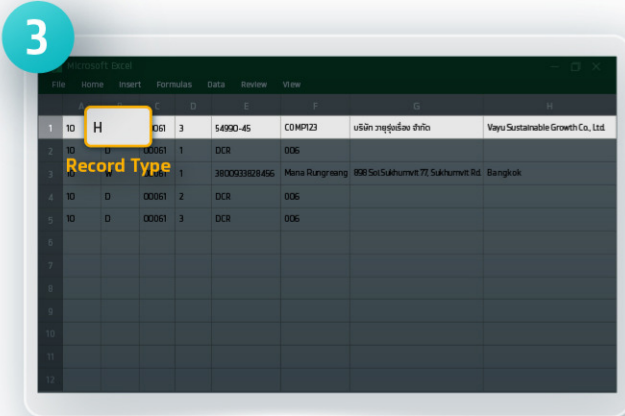 3
Microsoft Excel
File Home Insert Formulas Data Review View
A C D E F G H
1 10 H 0061 3 54990-45 COMP123 บริษัท วายุรุ่งเรือง จำกัด Vayu Sustainable Growth Co., Ltd.
2 10 D 00061 1 DCR 006
Record Type
3 10 W 00061 1 3800933828456 Mana Rungreang 898 Soi Sukhumvit 77, Sukhumvit Rd. Bangkok
4 10 D 00061 2 DCR 006
5 10 D 00061 3 DCR 006
6
7
8
9
10
11
12